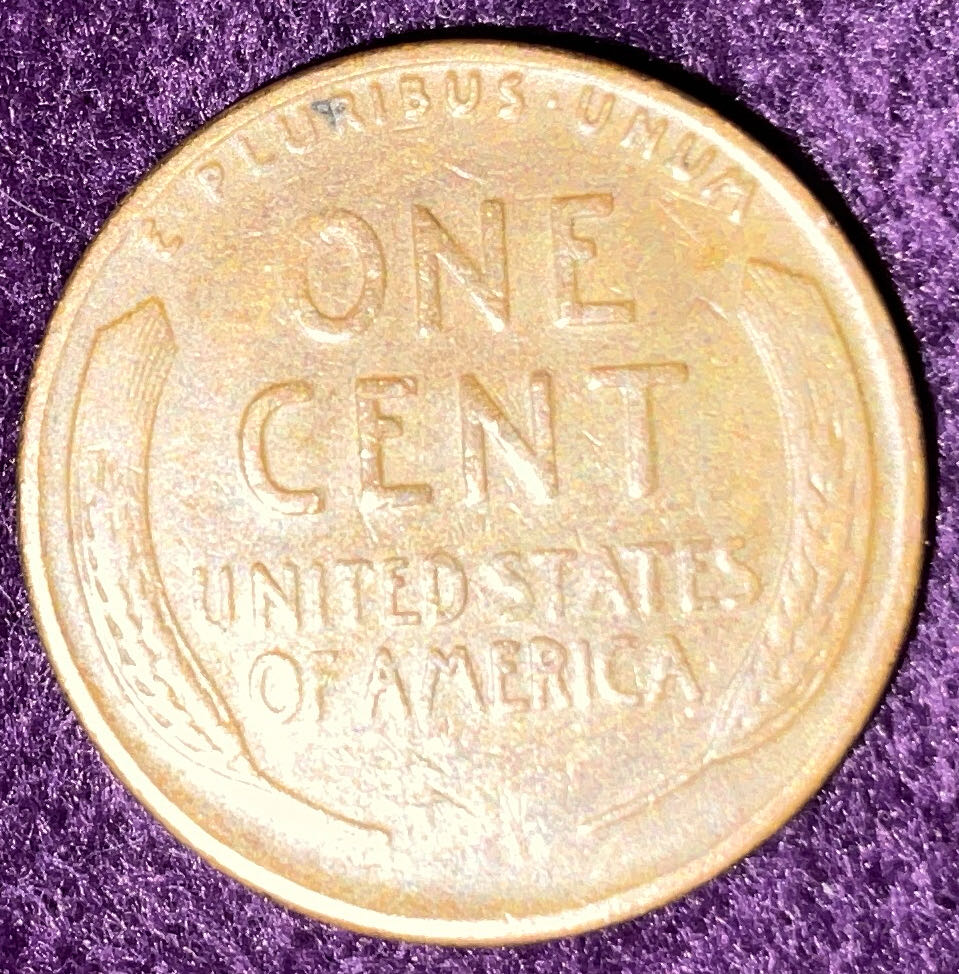 E · PLURIBUS · UNUM
ONE
CENT
UNITED STATES
OF AMERICA